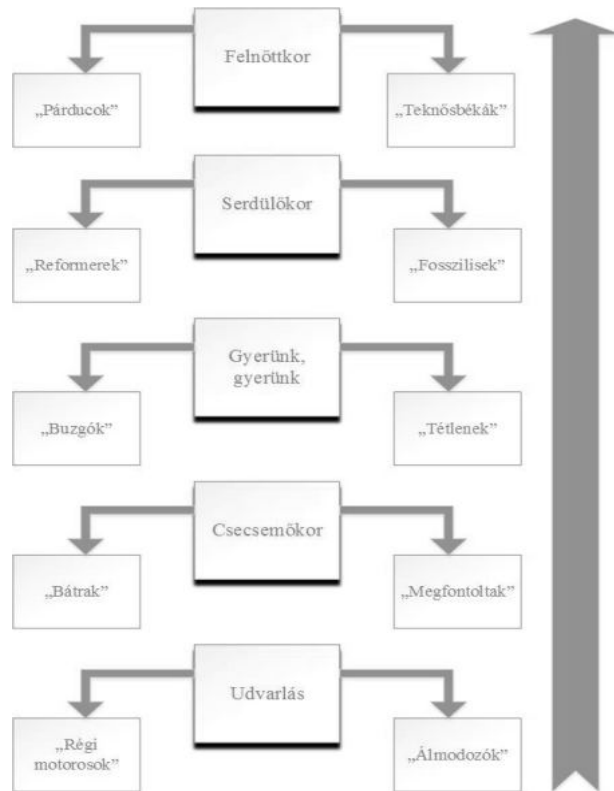 Felnőttkor
„Párducok”
„Teknősbékák”
Serdülőkor
„Reformerek”
„Fosszilisek”
Gyerünk,
gyerünk
„Buzgók”
„Tétlenek”
Csecsemőkor
„Bátrak”
„Megfontoltak”
Udvarlás
„Régi
motorosok”
„Álmodozók”